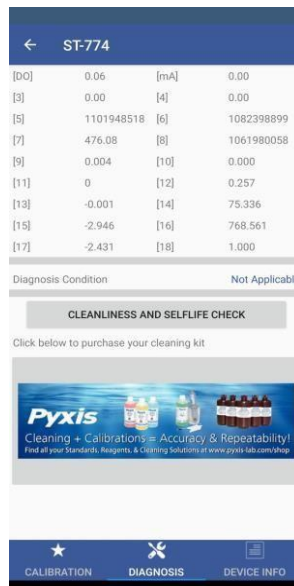 ST-774
[DO] 0.06 [mA] 0.00
[3] 0.00 [4] 0.00
[5] 1101948518 [6] 1082398899
[7] 476.08 [8] 1061980058
[9] 0.004 [10] 0.000
[11] 0 [12] 0.257
[13] -0.001 [14] 75.336
[15] -2.946 [16] 768.561
[17] -2.431 [18] 1.000
Diagnosis Condition Not Applicabl
CLEANLINESS AND SELFLIFE CHECK
Click below to purchase your cleaning kit
Pyxis
Cleaning + Calibrations = Accuracy & Repeatability!
Find all your Standards, Reagents, & Cleaning Solutions at www.pyxis-lab.com/shop
CALIBRATION DIAGNOSIS DEVICE INFO